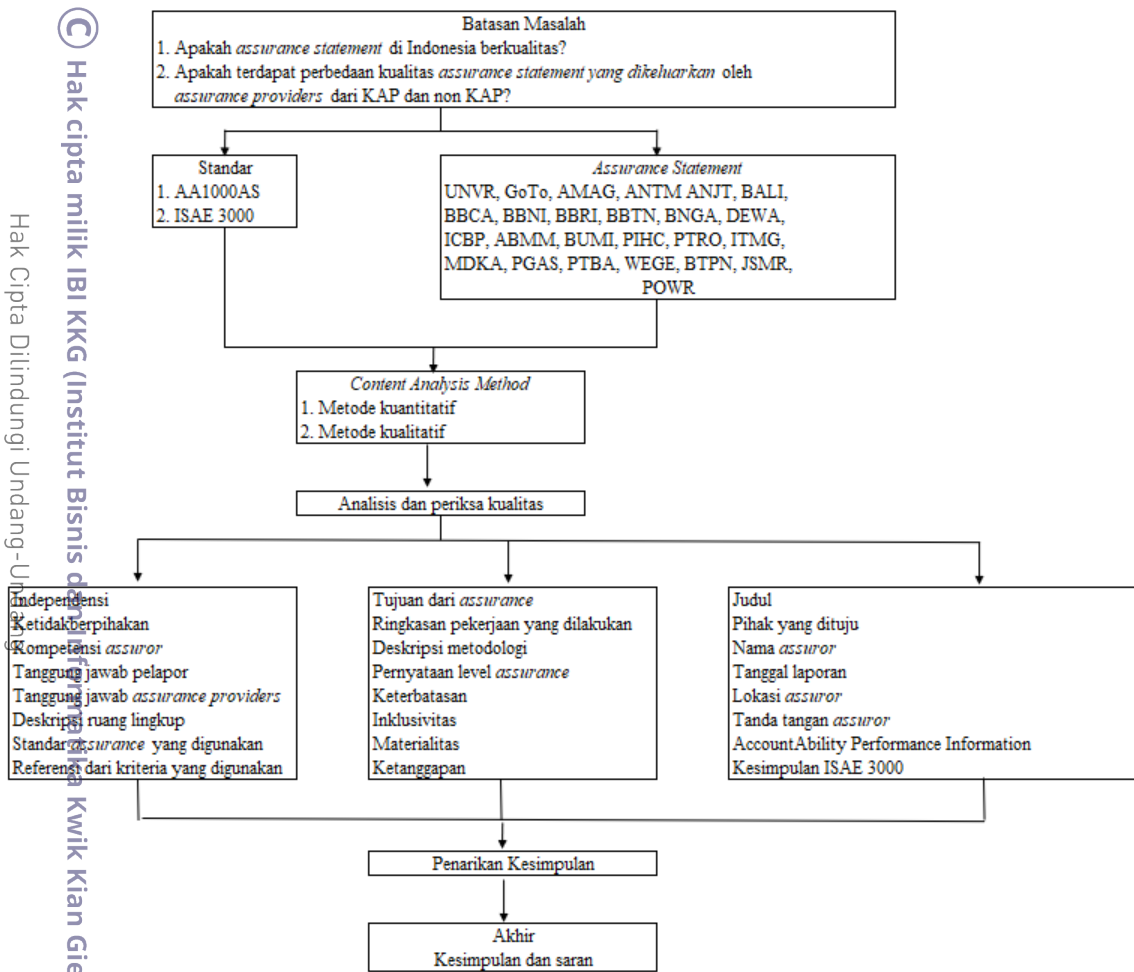 Batasan Masalah
1. Apakah assurance statement di Indonesia berkualitas?
2. Apakah terdapat perbedaan kualitas assurance statement yang dikeluarkan oleh
assurance providers dari KAP dan non KAP?
Standar
1. AA1000AS
2. ISAE 3000
Assurance Statement
UNVR, GoTo, AMAG, ANTM ANJT, BALI,
BBCA, BBNI, BBRI, BBTN, BNGA, DEWA,
ICBP, ABMM, BUMI, PIHC, PTRO, ITMG,
MDKA, PGAS, PTBA, WEGE, BTPN, JSMR,
POWR
Content Analysis Method
1. Metode kuantitatif
2. Metode kualitatif
Analisis dan periksa kualitas
Independensi
Ketidakberpihakan
Kompetensi assuror
Tanggung jawab pelapor
Tanggung jawab assurance providers
Deskripsi ruang lingkup
Standar assurance yang digunakan
Referensi dari kriteria yang digunakan
Tujuan dari assurance
Ringkasan pekerjaan yang dilakukan
Deskripsi metodologi
Pernyataan level assurance
Keterbatasan
Inklusivitas
Materialitas
Ketanggapan
Judul
Pihak yang dituju
Nama assuror
Tanggal laporan
Lokasi assuror
Tanda tangan assuror
AccountAbility Performance Information
Kesimpulan ISAE 3000
Penarikan Kesimpulan
Akhir
Kesimpulan dan saran
© Hak cipta milik IBI KKG (Institut Bisnis dan Informatika Kwik Kian Gie
Hak Cipta Dilindungi Undang-Undang